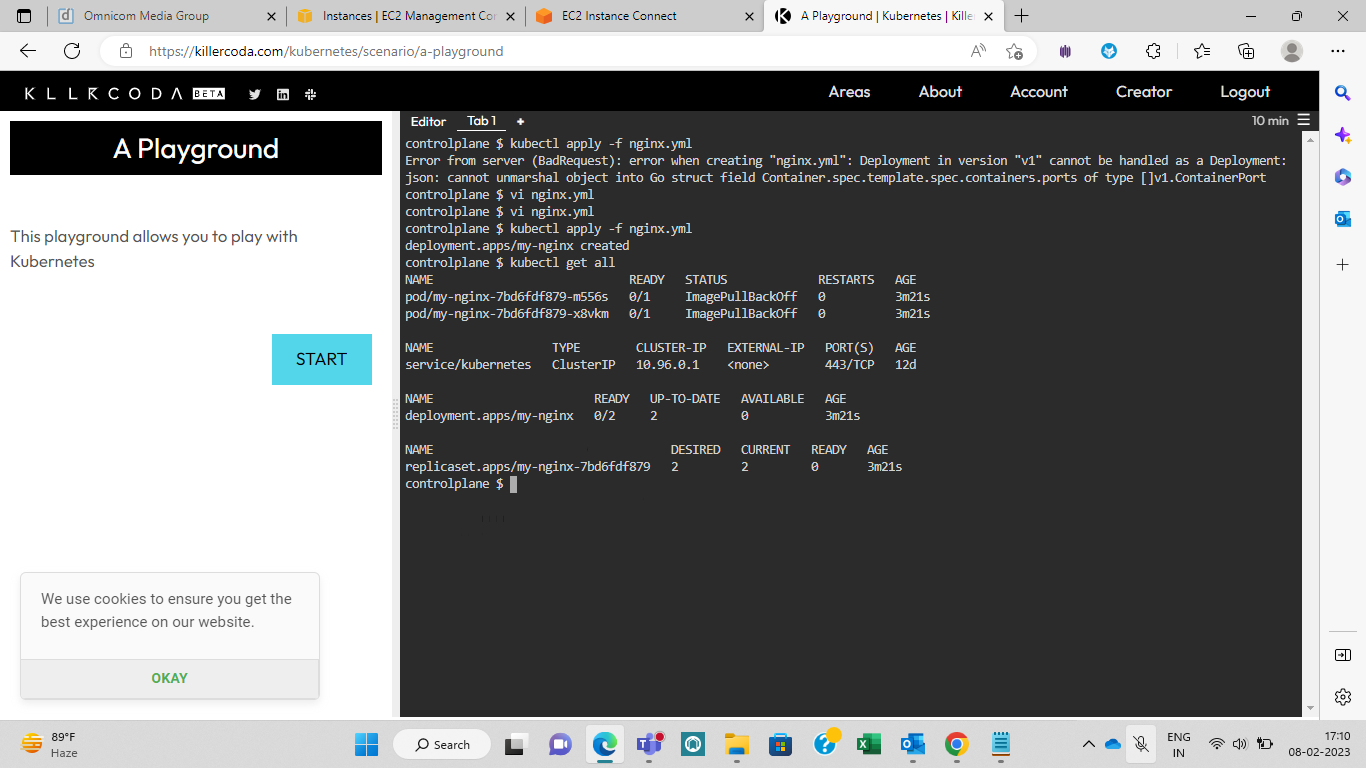 Omnicom Media Group
Instances | EC2 Management Con
EC2 Instance Connect
A Playground | Kubernetes | Kille
https://killercoda.com/kubernetes/scenario/a-playground
KLLRCODA BETA
Areas
About
Account
Creator
Logout
A Playground
This playground allows you to play with
Kubernetes
START
We use cookies to ensure you get the
best experience on our website.
OKAY
Editor Tab 1 +
10 min
controlplane $ kubectl apply -f nginx.yml
Error from server (BadRequest): error when creating "nginx.yml": Deployment in version "v1" cannot be handled as a Deployment:
json: cannot unmarshal object into Go struct field Container.spec.template.spec.containers.ports of type []v1.ContainerPort
controlplane $ vi nginx.yml
controlplane $ vi nginx.yml
controlplane $ kubectl apply -f nginx.yml
deployment.apps/my-nginx created
controlplane $ kubectl get all
NAME READY STATUS RESTARTS AGE
pod/my-nginx-7bd6fdf879-m556s 0/1 ImagePullBackOff 0 3m21s
pod/my-nginx-7bd6fdf879-x8vkm 0/1 ImagePullBackOff 0 3m21s
NAME TYPE CLUSTER-IP EXTERNAL-IP PORT(S) AGE
service/kubernetes ClusterIP 10.96.0.1 <none> 443/TCP 12d
NAME READY UP-TO-DATE AVAILABLE AGE
deployment.apps/my-nginx 0/2 2 0 3m21s
NAME DESIRED CURRENT READY AGE
replicaset.apps/my-nginx-7bd6fdf879 2 2 0 3m21s
controlplane $
89°F
Haze
Search
ENG
IN
17:10
08-02-2023